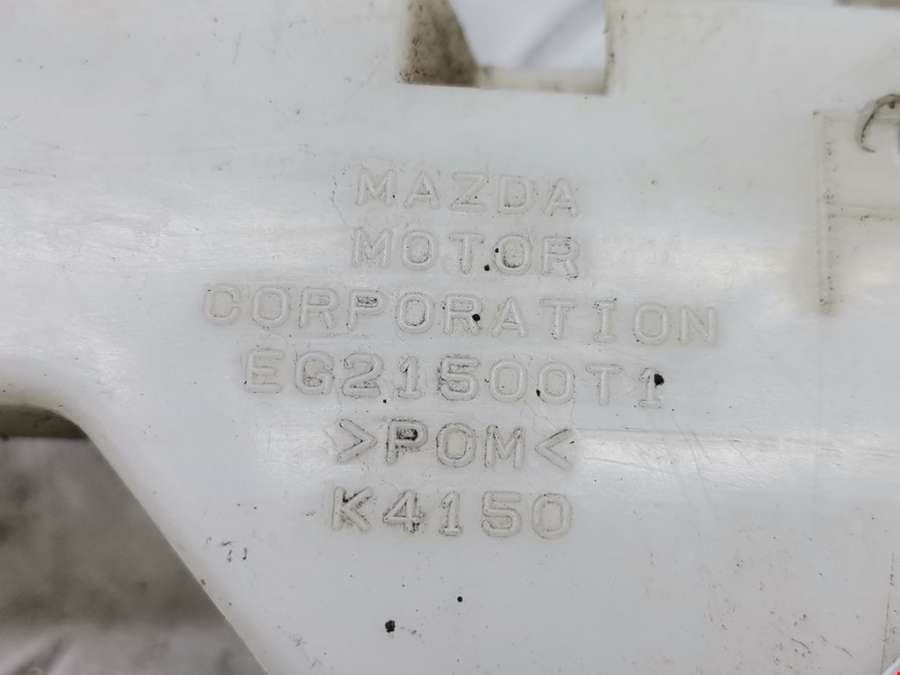 MAZDA
MOTOR
CORPORATION
EG21500T1
>POM<
K4150